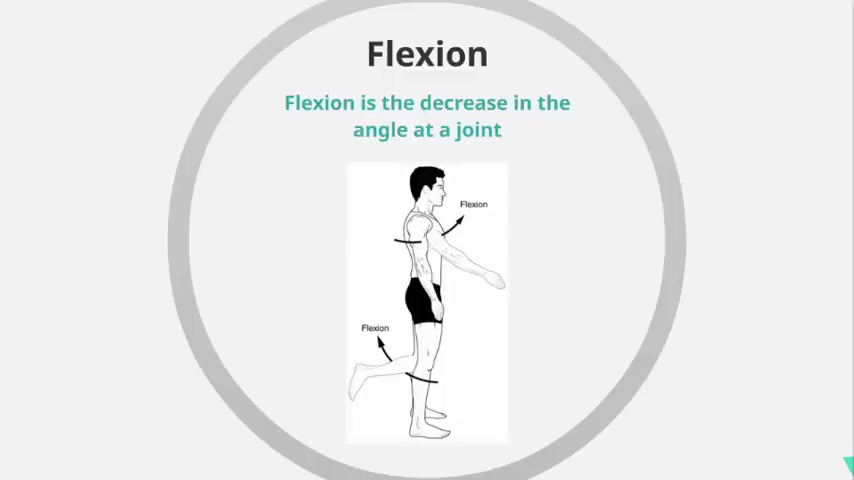 Flexion
Flexion is the decrease in the
angle at a joint
Flexion
Flexion